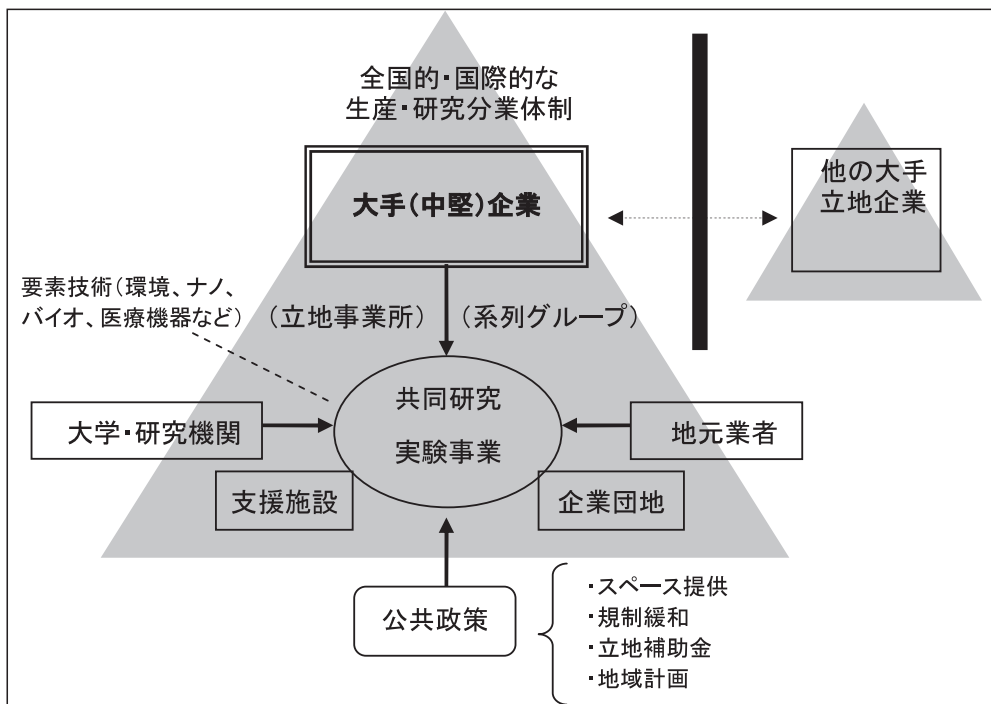 全国的・国際的な
生産・研究分業体制
大手(中堅)企業
他の大手
立地企業
要素技術(環境、ナノ、
バイオ、医療機器など)
(立地事業所)
(系列グループ)
共同研究
実験事業
大学・研究機関
地元業者
支援施設
企業団地
公共政策
・スペース提供
・規制緩和
・立地補助金
・地域計画